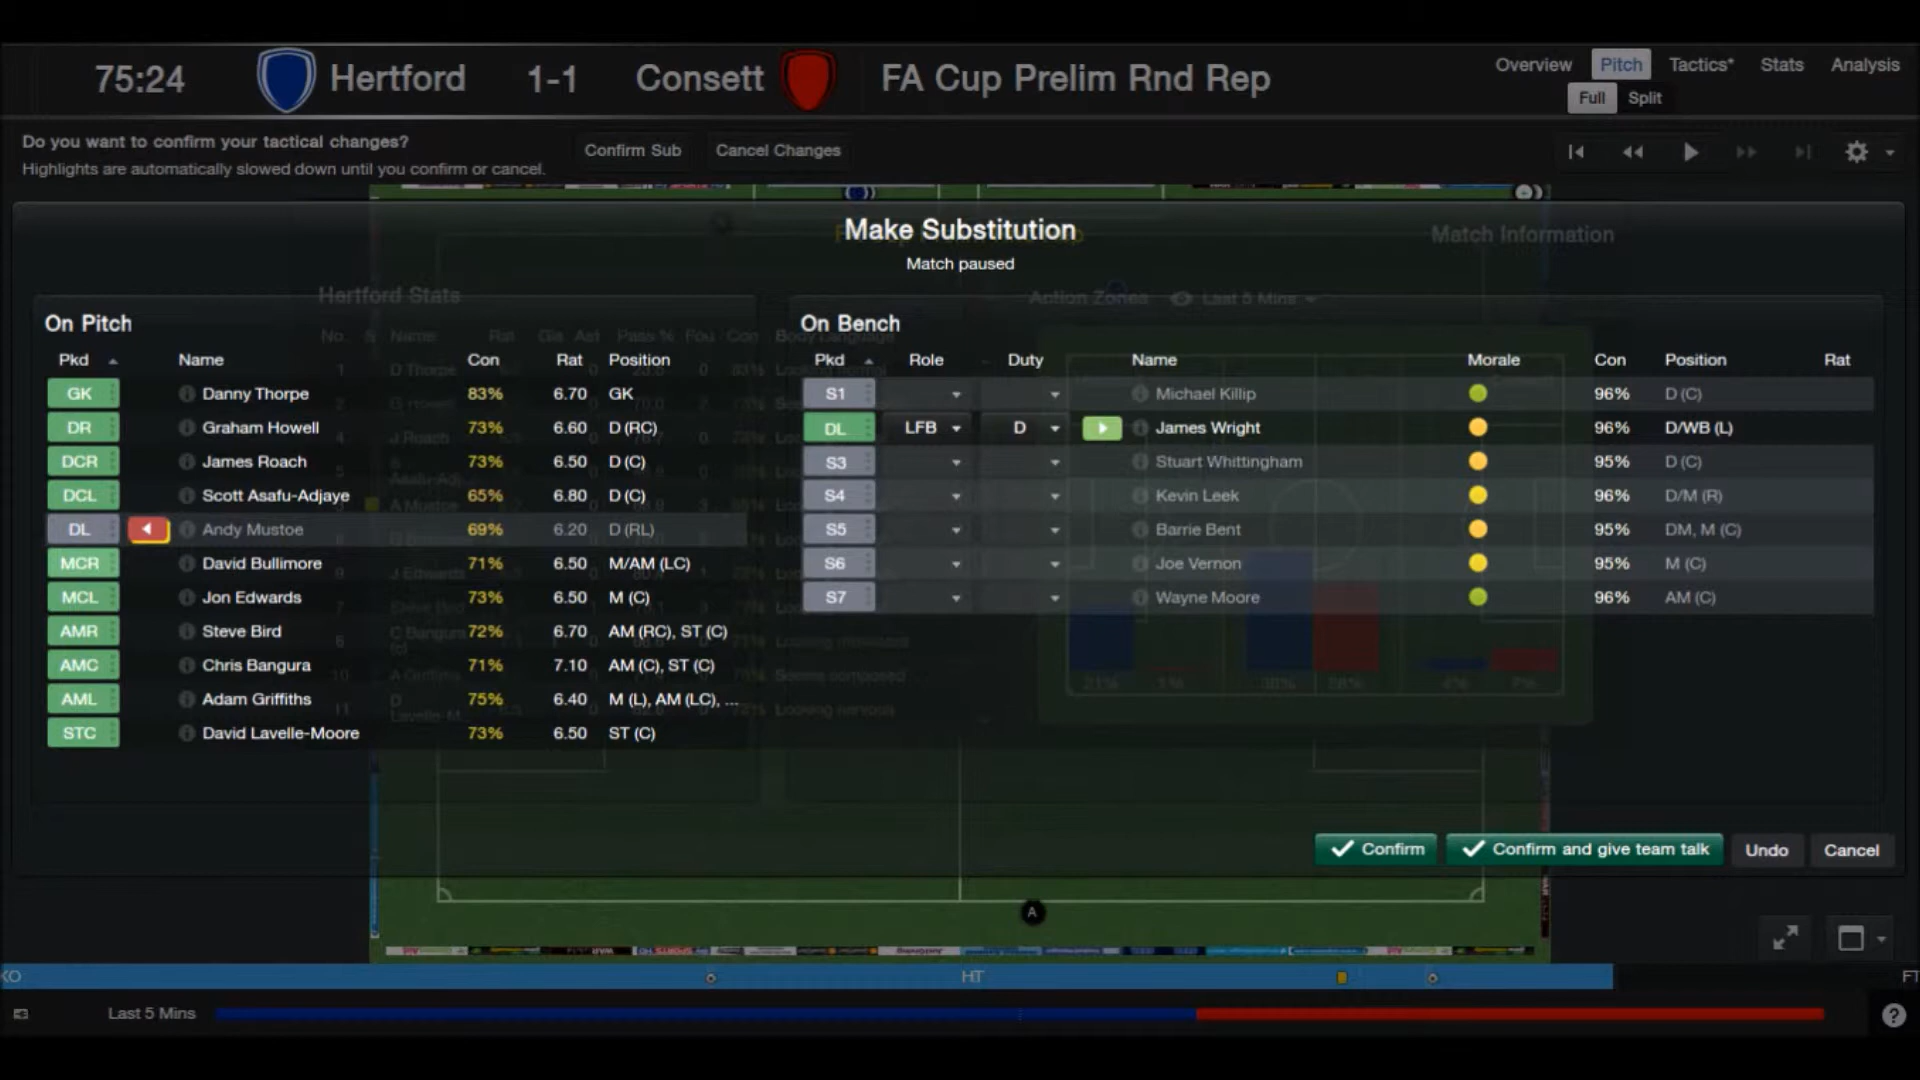 75:24 Hertford 1-1 Consett FA Cup Prelim Rnd Rep
Overview Pitch Tactics* Stats Analysis
Full Split
Do you want to confirm your tactical changes?
Highlights are automatically slowed down until you confirm or cancel.
Confirm Sub Cancel Changes
Make Substitution
Match paused
Match Information
Hertford Stats
Action Zones Last 5 Mins
On Pitch
Pkd Name Con Rat Position
GK Danny Thorpe 83% 6.70 GK
DR Graham Howell 73% 6.60 D (RC)
DCR James Roach 73% 6.50 D (C)
DCL Scott Asafu-Adjaye 65% 6.80 D (C)
DL Andy Mustoe 69% 6.20 D (RL)
MCR David Bullimore 71% 6.50 M/AM (LC)
MCL Jon Edwards 73% 6.50 M (C)
AMR Steve Bird 72% 6.70 AM (RC), ST (C)
AMC Chris Bangura 71% 7.10 AM (C), ST (C)
AML Adam Griffiths 75% 6.40 M (L), AM (LC), ...
STC David Lavelle-Moore 73% 6.50 ST (C)
On Bench
Pkd Role Duty Name Morale Con Position Rat
S1 Michael Killip 96% D (C)
DL LFB D James Wright 96% D/WB (L)
S3 Stuart Whittingham 95% D (C)
S4 Kevin Leek 96% D/M (R)
S5 Barrie Bent 95% DM, M (C)
S6 Joe Vernon 95% M (C)
S7 Wayne Moore 96% AM (C)
Confirm Confirm and give team talk Undo Cancel
A
KO HT FT
Last 5 Mins ?